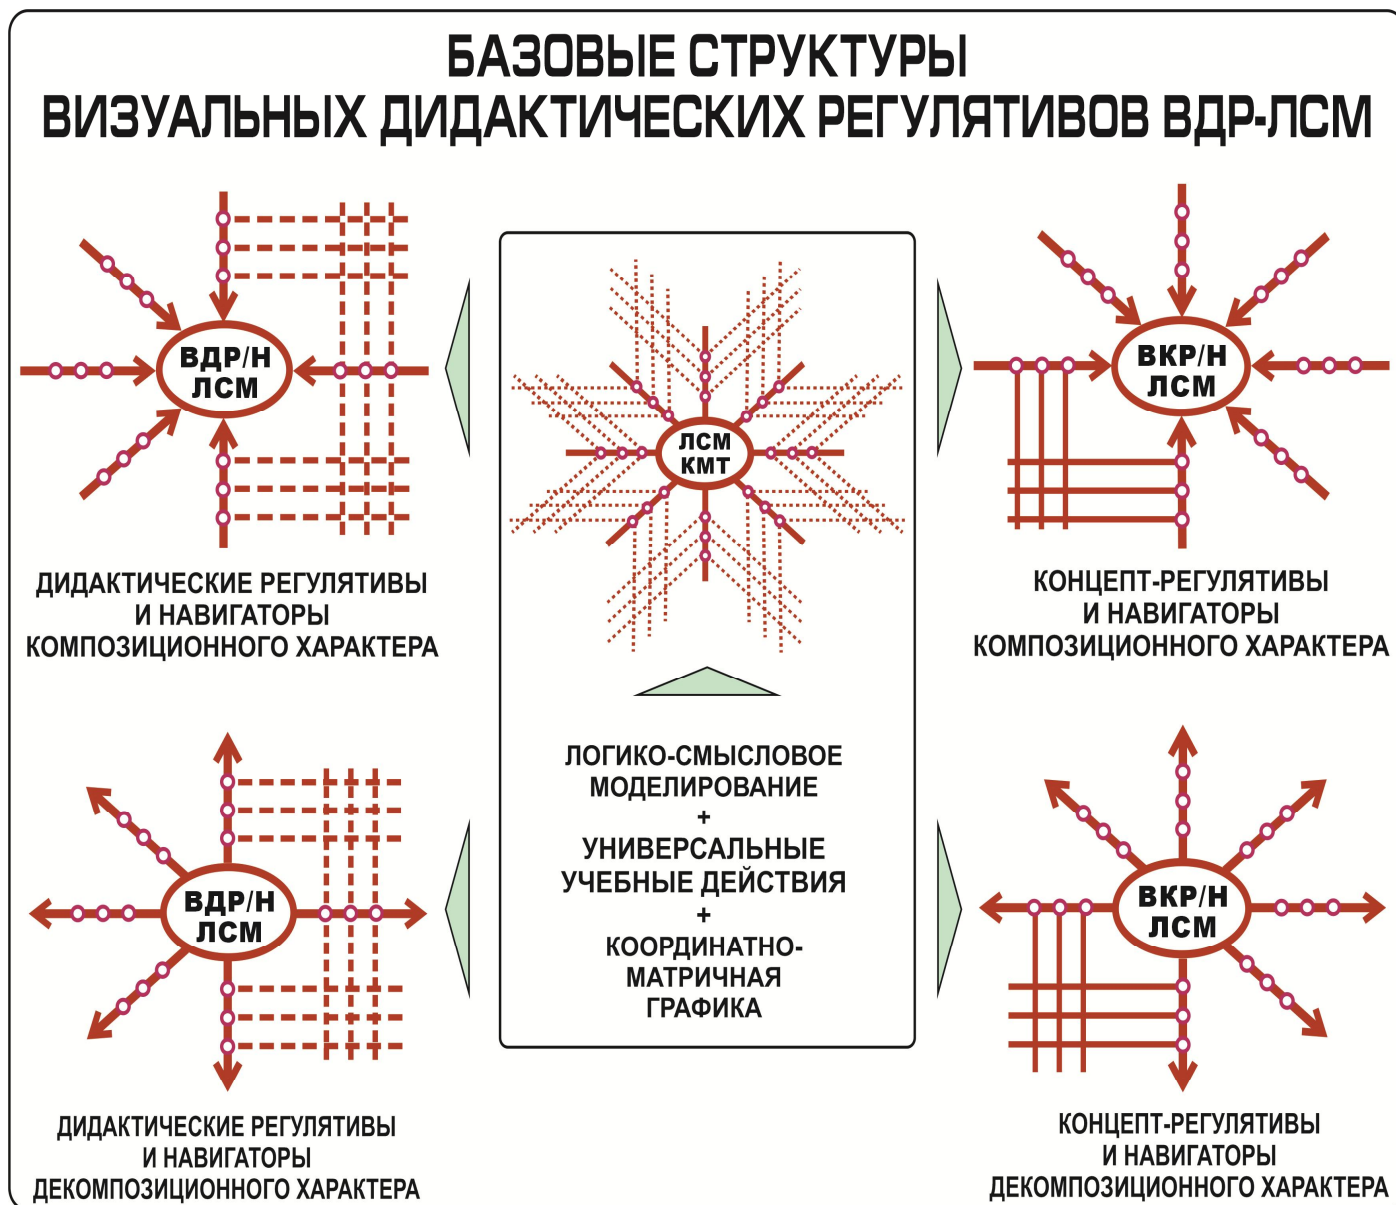 БАЗОВЫЕ СТРУКТУРЫ
ВИЗУАЛЬНЫХ ДИДАКТИЧЕСКИХ РЕГУЛЯТИВОВ ВДР-ЛСМ
ВДР/Н
ЛСМ
ДИДАКТИЧЕСКИЕ РЕГУЛЯТИВЫ
И НАВИГАТОРЫ
КОМПОЗИЦИОННОГО ХАРАКТЕРА
ЛСМ
КМТ
ЛОГИКО-СМЫСЛОВОЕ
МОДЕЛИРОВАНИЕ
+
УНИВЕРСАЛЬНЫЕ
УЧЕБНЫЕ ДЕЙСТВИЯ
+
КООРДИНАТНО-
МАТРИЧНАЯ
ГРАФИКА
ВКР/Н
ЛСМ
КОНЦЕПТ-РЕГУЛЯТИВЫ
И НАВИГАТОРЫ
КОМПОЗИЦИОННОГО ХАРАКТЕРА
ВДР/Н
ЛСМ
ДИДАКТИЧЕСКИЕ РЕГУЛЯТИВЫ
И НАВИГАТОРЫ
ДЕКОМПОЗИЦИОННОГО ХАРАКТЕРА
ВКР/Н
ЛСМ
КОНЦЕПТ-РЕГУЛЯТИВЫ
И НАВИГАТОРЫ
ДЕКОМПОЗИЦИОННОГО ХАРАКТЕРА